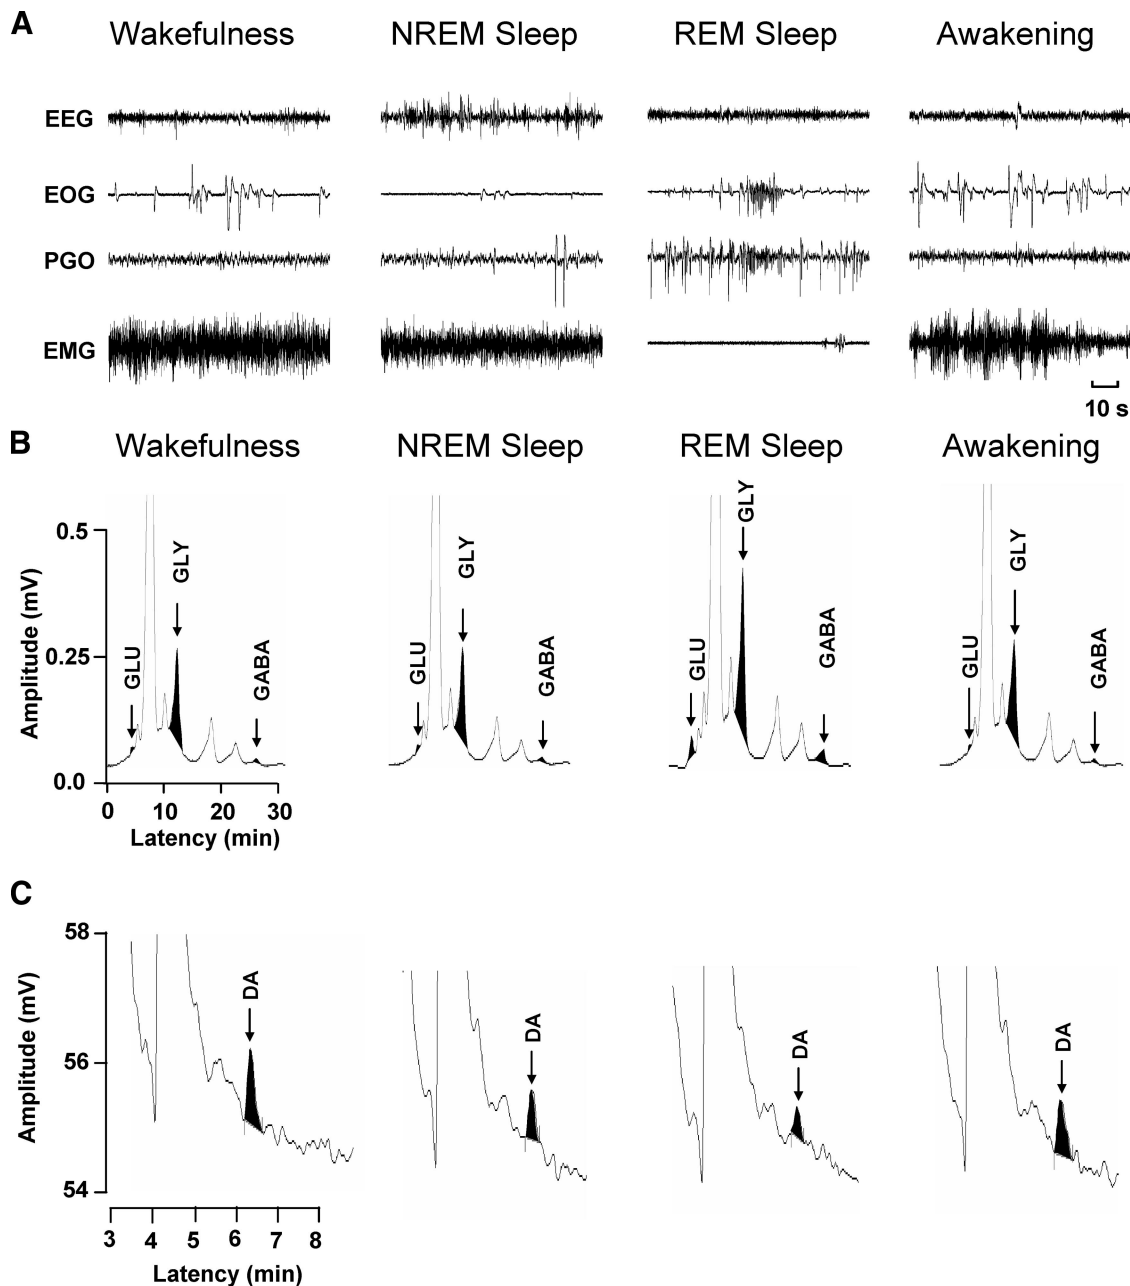 A
Wakefulness NREM Sleep REM Sleep Awakening
EEG
EOG
PGO
EMG
10 s
B
Wakefulness NREM Sleep REM Sleep Awakening
Amplitude (mV)
0.5
0.25
0.0
GLU GLY GABA
GLU GLY GABA
GLU GLY GABA
GLU GLY GABA
0 10 20 30
Latency (min)
C
Amplitude (mV)
58
56
54
DA
DA
DA
DA
3 4 5 6 7 8
Latency (min)